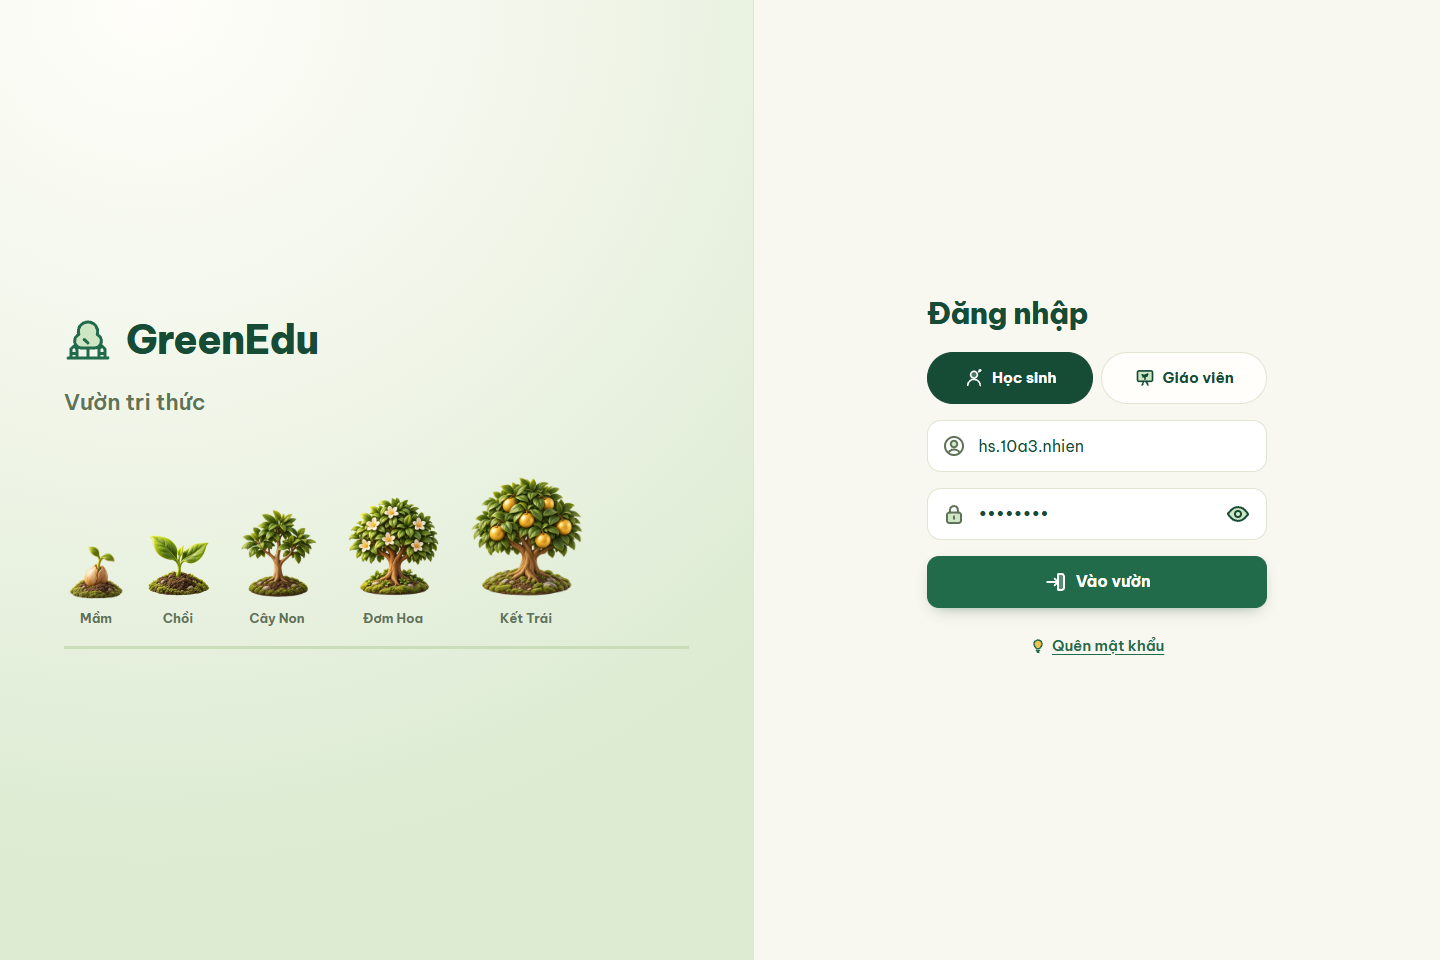 GreenEdu
Vườn tri thức
Mầm
Chồi
Cây Non
Đơm Hoa
Kết Trái
Đăng nhập
Học sinh
Giáo viên
hs.10a3.nhien
••••••••
Vào vườn
Quên mật khẩu